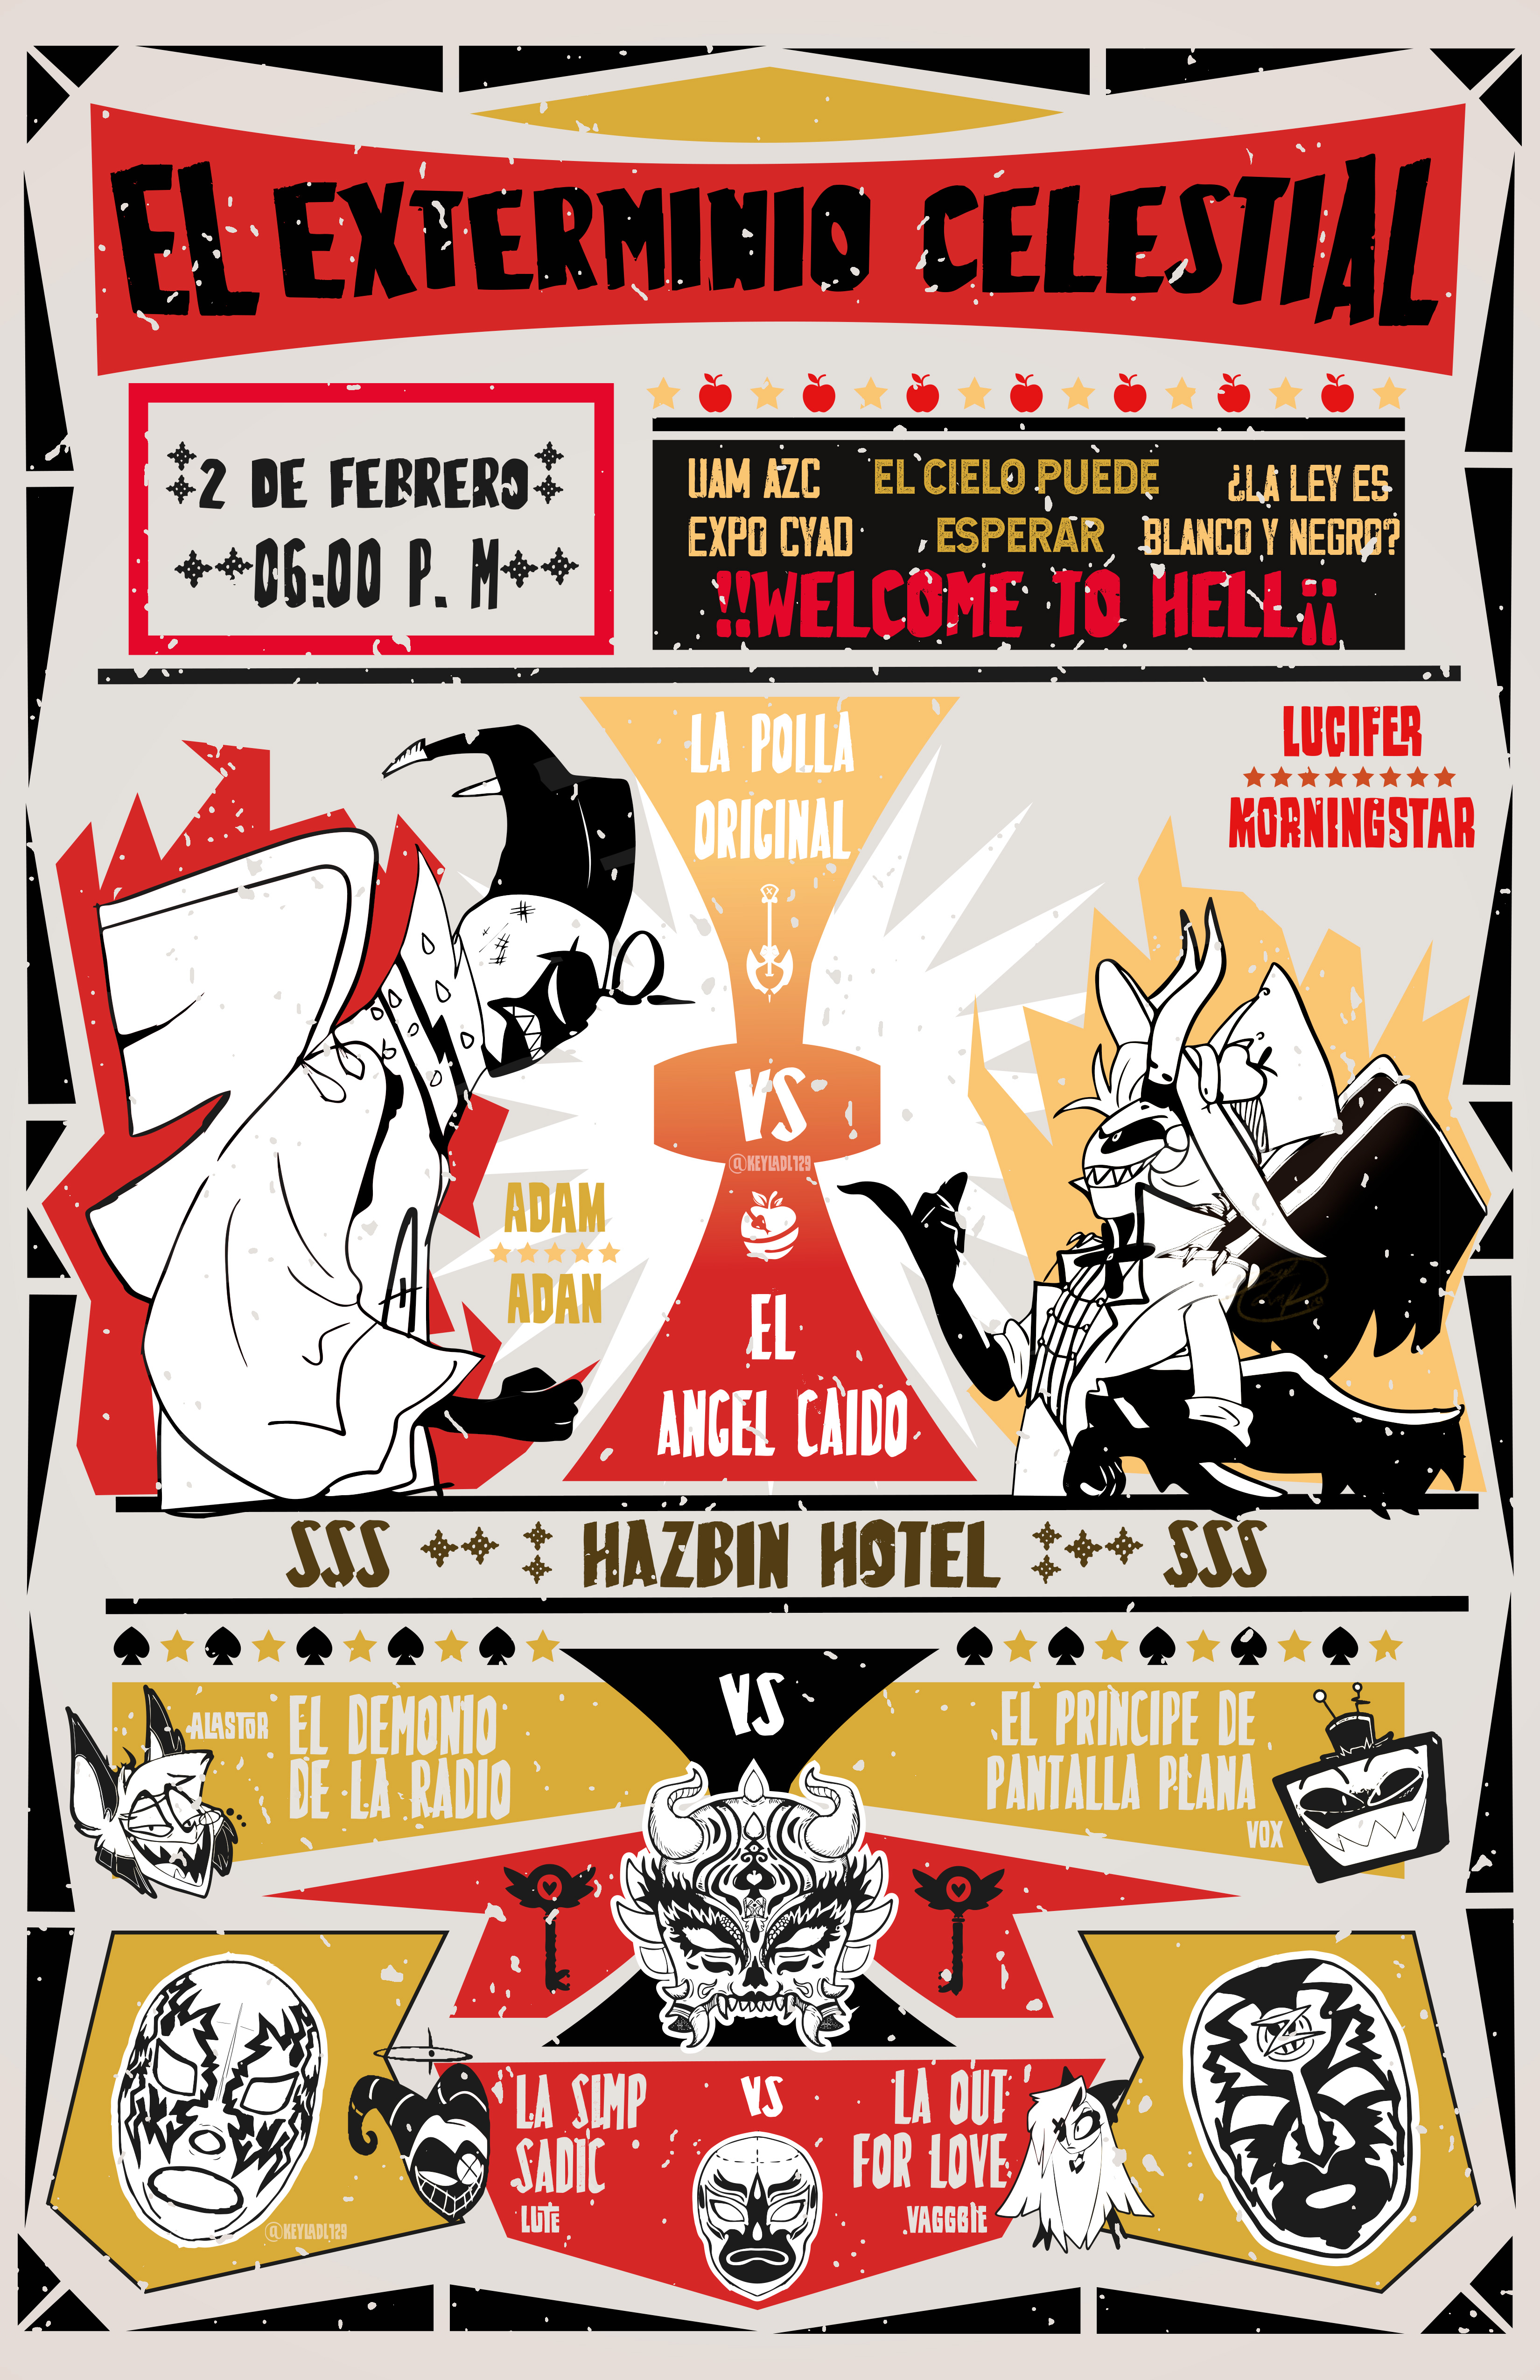 EL EXTERMINIO CELESTIAL
2 DE FEBRERO
06:00 P. M
UAM AZC
EXPO CYAD
EL CIELO PUEDE
ESPERAR
¿LA LEY ES
BLANCO Y NEGRO?
!!WELCOME TO HELL¡¡
LA POLLA
ORIGINAL
LUCIFER
MORNINGSTAR
VS
@KEYLADL129
ADAM
ADAN
EL
ANGEL CAIDO
SSS HAZBIN HOTEL SSS
VS
ALASTOR
EL DEMONIO
DE LA RADIO
EL PRINCIPE DE
PANTALLA PLANA
VOX
LA SIMP
SADIC
LUTE
VS
LA OUT
FOR LOVE
VAGGBIE
@KEYLADL129